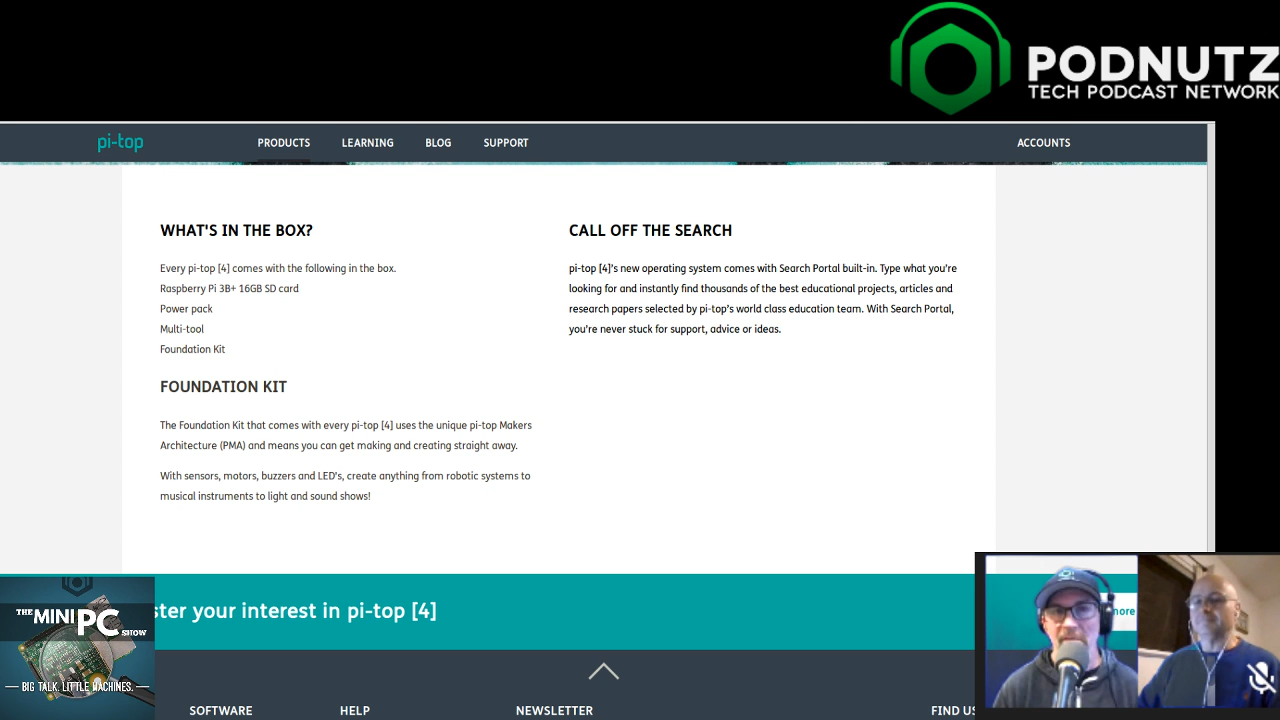 PODNUTZ
TECH PODCAST NETWORK
pi-top PRODUCTS LEARNING BLOG SUPPORT ACCOUNTS
WHAT'S IN THE BOX?
Every pi-top [4] comes with the following in the box.
Raspberry Pi 3B+ 16GB SD card
Power pack
Multi-tool
Foundation Kit
FOUNDATION KIT
The Foundation Kit that comes with every pi-top [4] uses the unique pi-top Makers
Architecture (PMA) and means you can get making and creating straight away.
With sensors, motors, buzzers and LED's, create anything from robotic systems to
musical instruments to light and sound shows!
CALL OFF THE SEARCH
pi-top [4]'s new operating system comes with Search Portal built-in. Type what you're
looking for and instantly find thousands of the best educational projects, articles and
research papers selected by pi-top's world class education team. With Search Portal,
you're never stuck for support, advice or ideas.
ster your interest in pi-top [4]
more
THE MINI PC SHOW
BIG TALK. LITTLE MACHINES.
SOFTWARE HELP NEWSLETTER FIND US